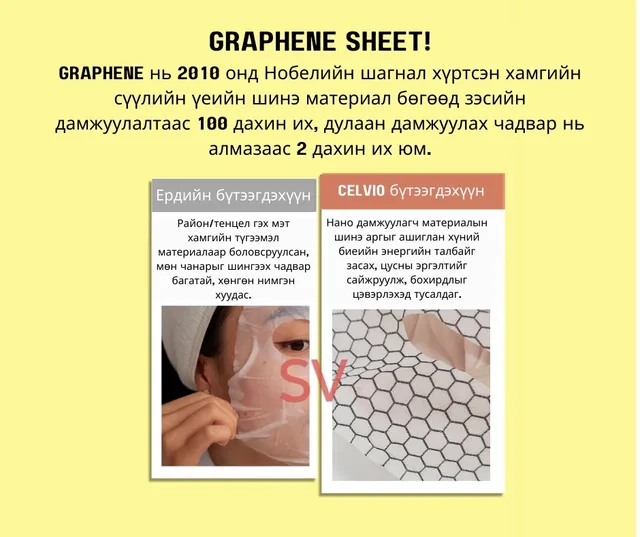 GRAPHENE SHEET!
GRAPHENE нь 2010 онд Нобелийн шагнал хүртсэн хамгийн
сүүлийн үеийн шинэ материал бөгөөд зэсийн
дамжуулалтаас 100 дахин их, дулаан дамжуулах чадвар нь
алмазаас 2 дахин их юм.
Ердийн бүтээгдэхүүн
Район/тенцел гэх мэт
хамгийн түгээмэл
материалаар боловсруулсан,
мөн чанарыг шингээх чадвар
багатай, хөнгөн нимгэн
хуудас.
CELVIO бүтээгдэхүүн
Нано дамжуулагч материалын
шинэ аргыг ашиглан хүний
биеийн энергийн талбайг
засах, цусны эргэлтийг
сайжруулж, бохирдлыг
цэвэрлэхэд тусалдаг.
SV